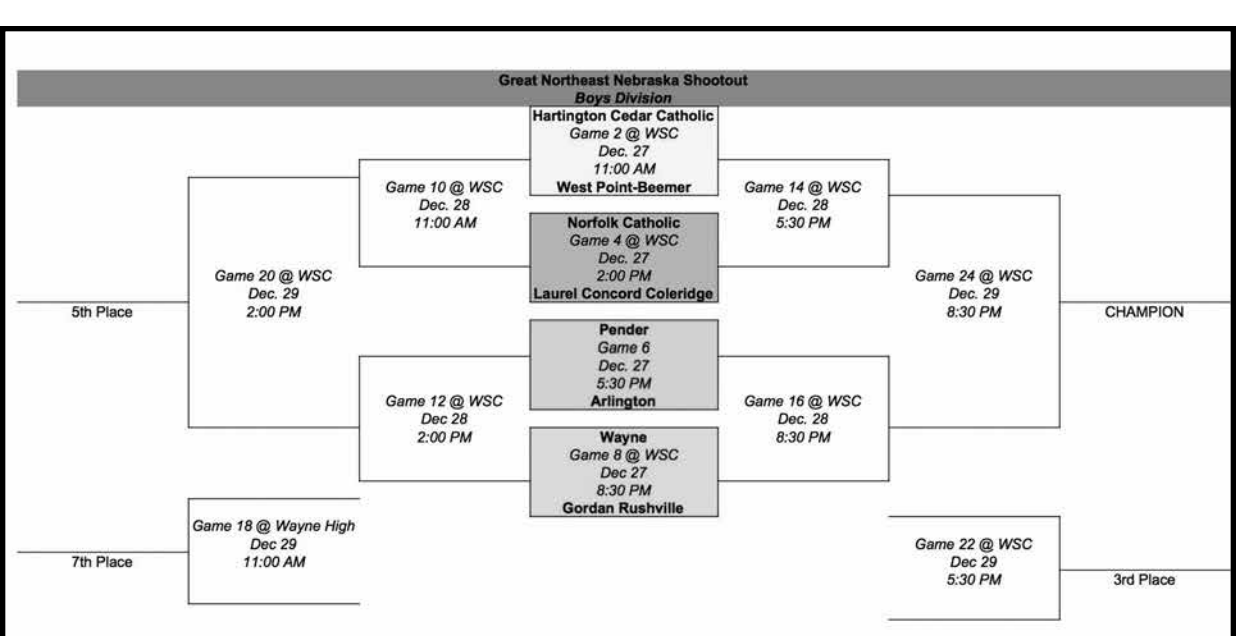 Great Northeast Nebraska Shootout
Boys Division
Hartington Cedar Catholic
Game 2 @ WSC
Dec. 27
11:00 AM
West Point-Beemer
Game 10 @ WSC
Dec. 28
11:00 AM
Game 14 @ WSC
Dec. 28
5:30 PM
Norfolk Catholic
Game 4 @ WSC
Dec. 27
2:00 PM
Laurel Concord Coleridge
Game 20 @ WSC
Dec. 29
2:00 PM
5th Place
Game 24 @ WSC
Dec. 29
8:30 PM
CHAMPION
Pender
Game 6
Dec. 27
5:30 PM
Arlington
Game 12 @ WSC
Dec 28
2:00 PM
Game 16 @ WSC
Dec. 28
8:30 PM
Wayne
Game 8 @ WSC
Dec 27
8:30 PM
Gordan Rushville
Game 18 @ Wayne High
Dec 29
11:00 AM
7th Place
Game 22 @ WSC
Dec 29
5:30 PM
3rd Place